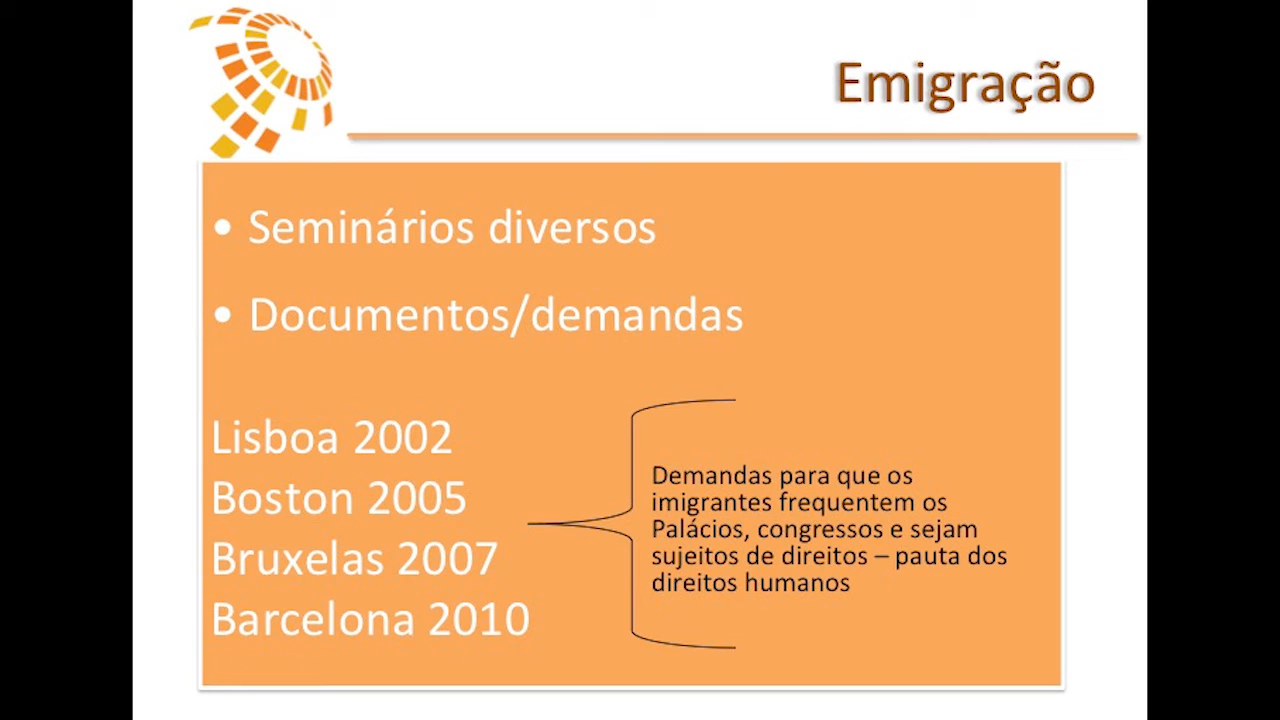 Emigração
• Seminários diversos
• Documentos/demandas
Lisboa 2002
Boston 2005
Bruxelas 2007
Barcelona 2010
Demandas para que os
imigrantes frequentem os
Palácios, congressos e sejam
sujeitos de direitos – pauta dos
direitos humanos